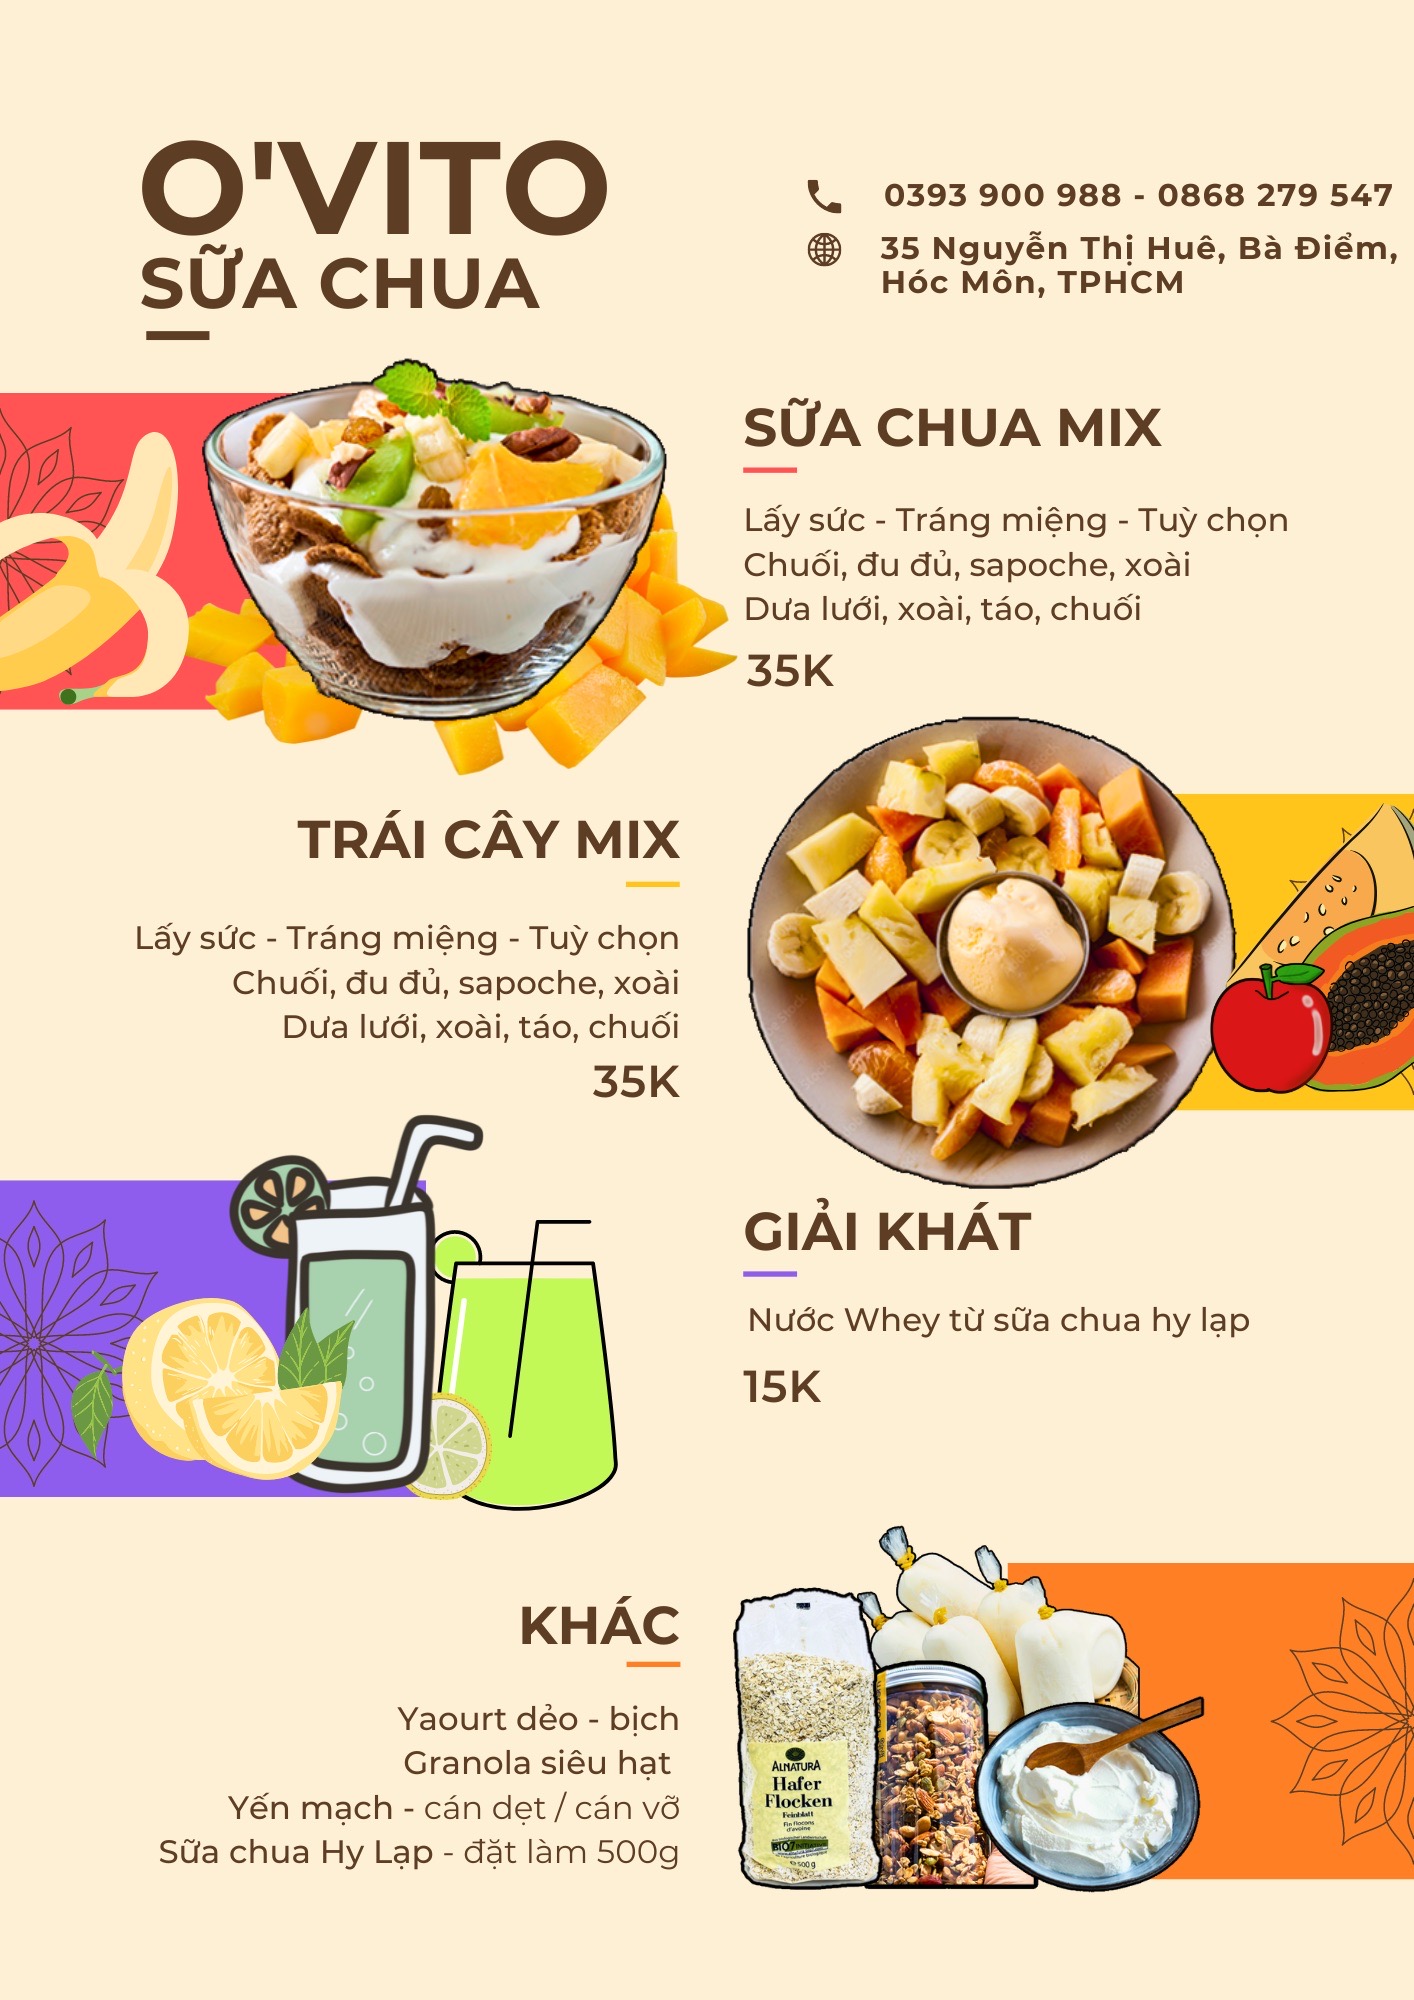 O'VITO
SỮA CHUA
0393 900 988 - 0868 279 547
35 Nguyễn Thị Huê, Bà Điểm,
Hóc Môn, TPHCM
SỮA CHUA MIX
Lấy sức - Tráng miệng - Tuỳ chọn
Chuối, đu đủ, sapoche, xoài
Dưa lưới, xoài, táo, chuối
35K
TRÁI CÂY MIX
Lấy sức - Tráng miệng - Tuỳ chọn
Chuối, đu đủ, sapoche, xoài
Dưa lưới, xoài, táo, chuối
35K
GIẢI KHÁT
Nước Whey từ sữa chua hy lạp
15K
KHÁC
Yaourt dẻo - bịch
Granola siêu hạt
Yến mạch - cán dẹt / cán vỡ
Sữa chua Hy Lạp - đặt làm 500g
ALNATURA
Hafer
Flocken
Feinblatt
Fin flocons
d'avoine
500 g